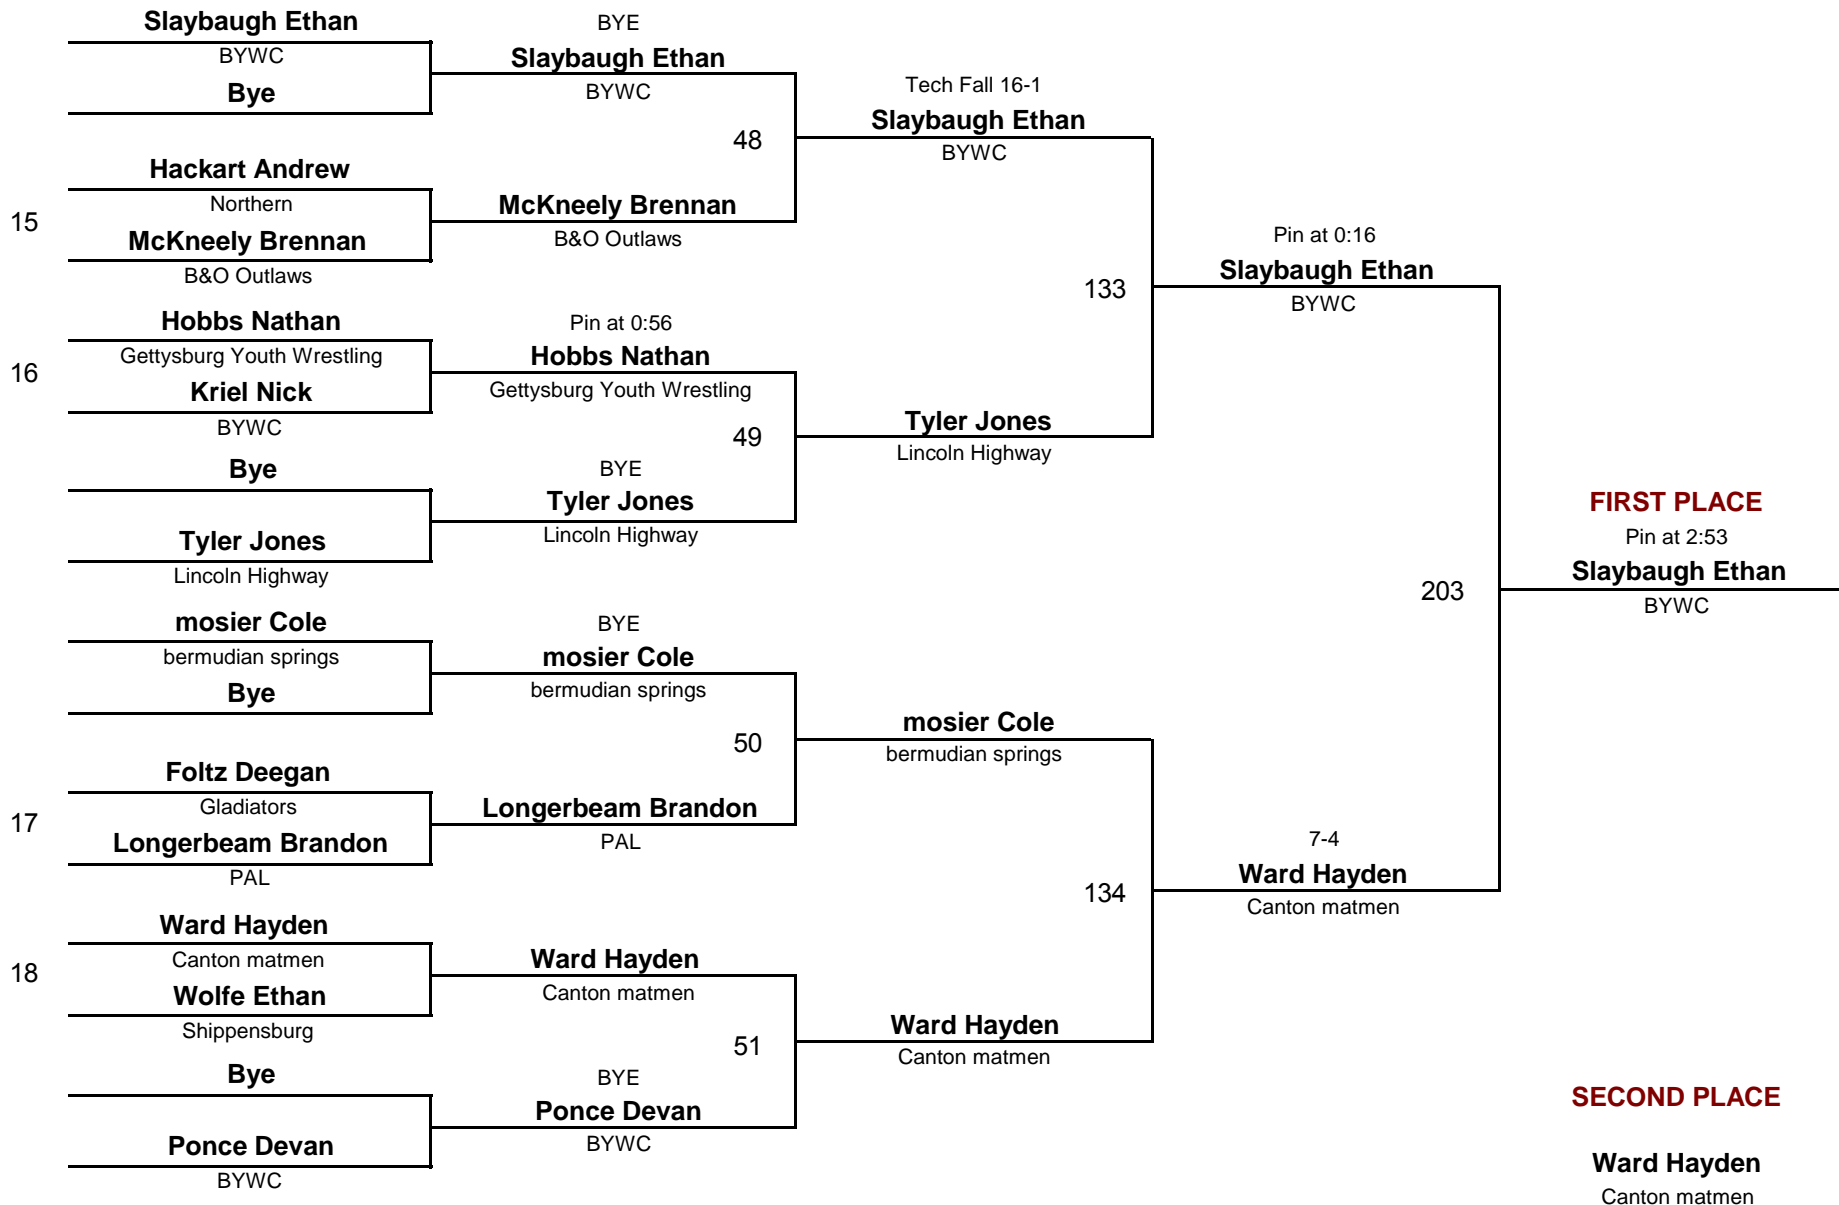 Slaybaugh Ethan
BYWC
Bye
15
Hackart Andrew
Northern
McKneely Brennan
B&O Outlaws
16
Hobbs Nathan
Gettysburg Youth Wrestling
Kriel Nick
BYWC
Bye
Tyler Jones
Lincoln Highway
mosier Cole
bermudian springs
Bye
17
Foltz Deegan
Gladiators
Longerbeam Brandon
PAL
18
Ward Hayden
Canton matmen
Wolfe Ethan
Shippensburg
Bye
Ponce Devan
BYWC
BYE
Slaybaugh Ethan
BYWC
48
McKneely Brennan
B&O Outlaws
Pin at 0:56
Hobbs Nathan
Gettysburg Youth Wrestling
49
BYE
Tyler Jones
Lincoln Highway
BYE
mosier Cole
bermudian springs
50
Longerbeam Brandon
PAL
Ward Hayden
Canton matmen
51
BYE
Ponce Devan
BYWC
Tech Fall 16-1
Slaybaugh Ethan
BYWC
133
Tyler Jones
Lincoln Highway
mosier Cole
bermudian springs
134
Ward Hayden
Canton matmen
Pin at 0:16
Slaybaugh Ethan
BYWC
203
7-4
Ward Hayden
Canton matmen
FIRST PLACE
Pin at 2:53
Slaybaugh Ethan
BYWC
SECOND PLACE
Ward Hayden
Canton matmen